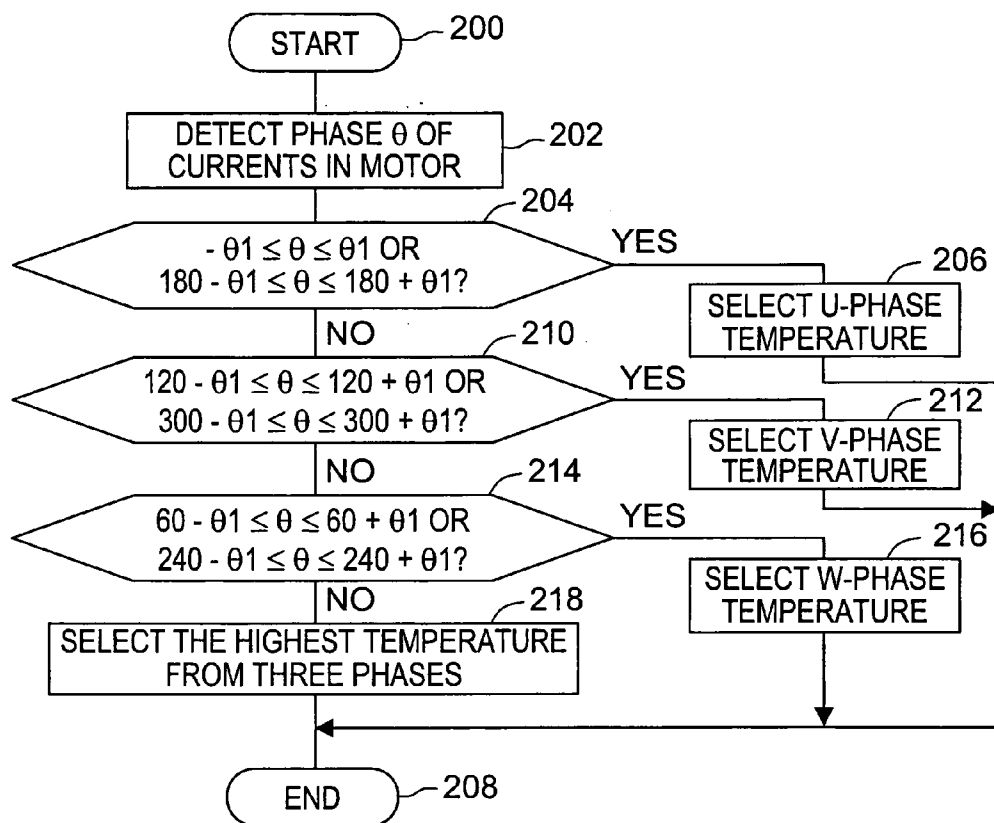 START
200
DETECT PHASE θ OF
CURRENTS IN MOTOR
202
204
- θ1 ≤ θ ≤ θ1 OR
180 - θ1 ≤ θ ≤ 180 + θ1?
YES
206
SELECT U-PHASE
TEMPERATURE
NO
210
120 - θ1 ≤ θ ≤ 120 + θ1 OR
300 - θ1 ≤ θ ≤ 300 + θ1?
YES
212
SELECT V-PHASE
TEMPERATURE
NO
214
60 - θ1 ≤ θ ≤ 60 + θ1 OR
240 - θ1 ≤ θ ≤ 240 + θ1?
YES
216
SELECT W-PHASE
TEMPERATURE
NO
218
SELECT THE HIGHEST TEMPERATURE
FROM THREE PHASES
END
208